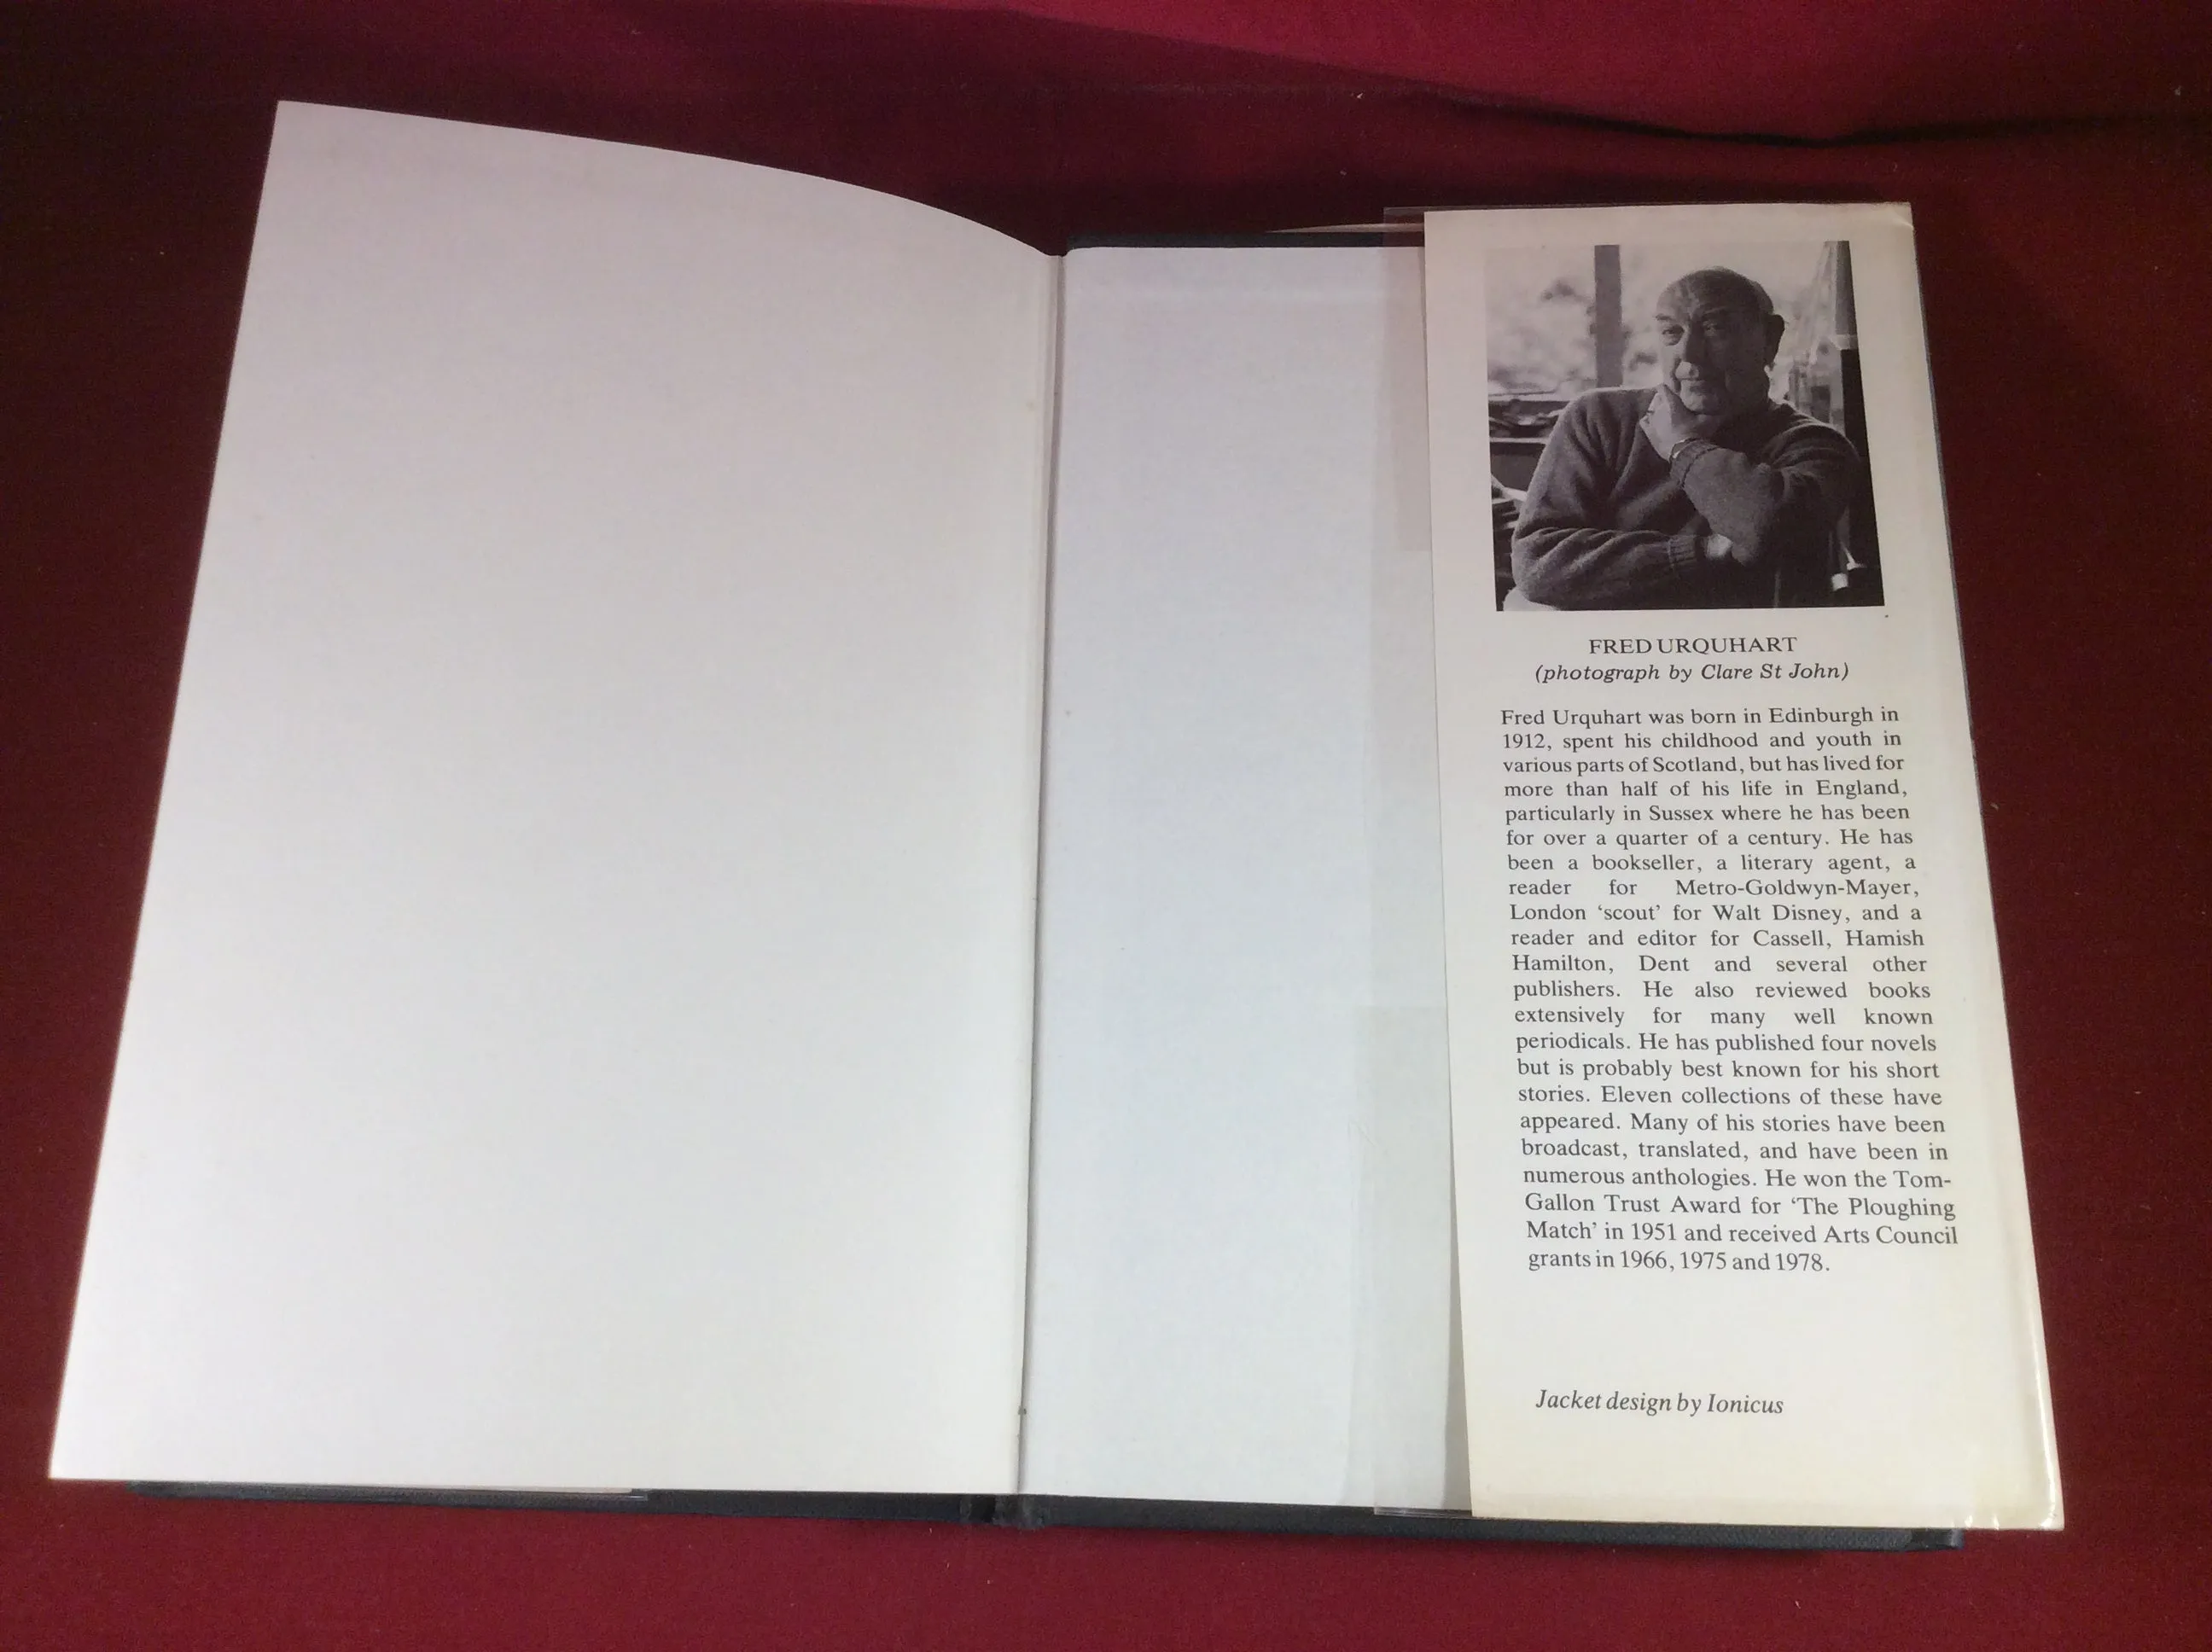 FRED URQUHART
(photograph by Clare St John)
Fred Urquhart was born in Edinburgh in
1912, spent his childhood and youth in
various parts of Scotland, but has lived for
more than half of his life in England,
particularly in Sussex where he has been
for over a quarter of a century. He has
been a bookseller, a literary agent, a
reader for Metro-Goldwyn-Mayer,
London ‘scout’ for Walt Disney, and a
reader and editor for Cassell, Hamish
Hamilton, Dent and several other
publishers. He also reviewed books
extensively for many well known
periodicals. He has published four novels
but is probably best known for his short
stories. Eleven collections of these have
appeared. Many of his stories have been
broadcast, translated, and have been in
numerous anthologies. He won the Tom-
Gallon Trust Award for ‘The Ploughing
Match’ in 1951 and received Arts Council
grants in 1966, 1975 and 1978.
Jacket design by Ionicus